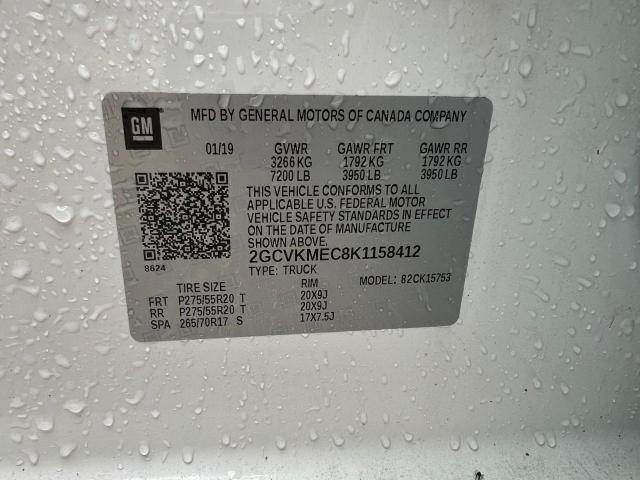 GM
MFD BY GENERAL MOTORS OF CANADA COMPANY
01/19 GVWR GAWR FRT GAWR RR
3266 KG 1792 KG 1792 KG
7200 LB 3950 LB 3950 LB
THIS VEHICLE CONFORMS TO ALL
APPLICABLE U.S. FEDERAL MOTOR
VEHICLE SAFETY STANDARDS IN EFFECT
ON THE DATE OF MANUFACTURE
SHOWN ABOVE.
8624 2GCVKMEC8K1158412
TYPE: TRUCK MODEL: 82CK15753
TIRE SIZE RIM
FRT P275/55R20 T 20X9J
RR P275/55R20 T 20X9J
SPA 265/70R17 S 17X7.5J